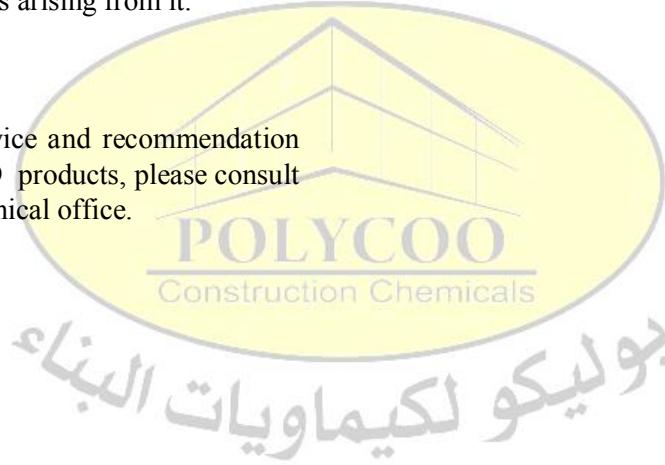 s arising from it.
vice and recommendation
products, please consult
nical office.
POLYCOO
Construction Chemicals
بوليكو لكيماويات البناء